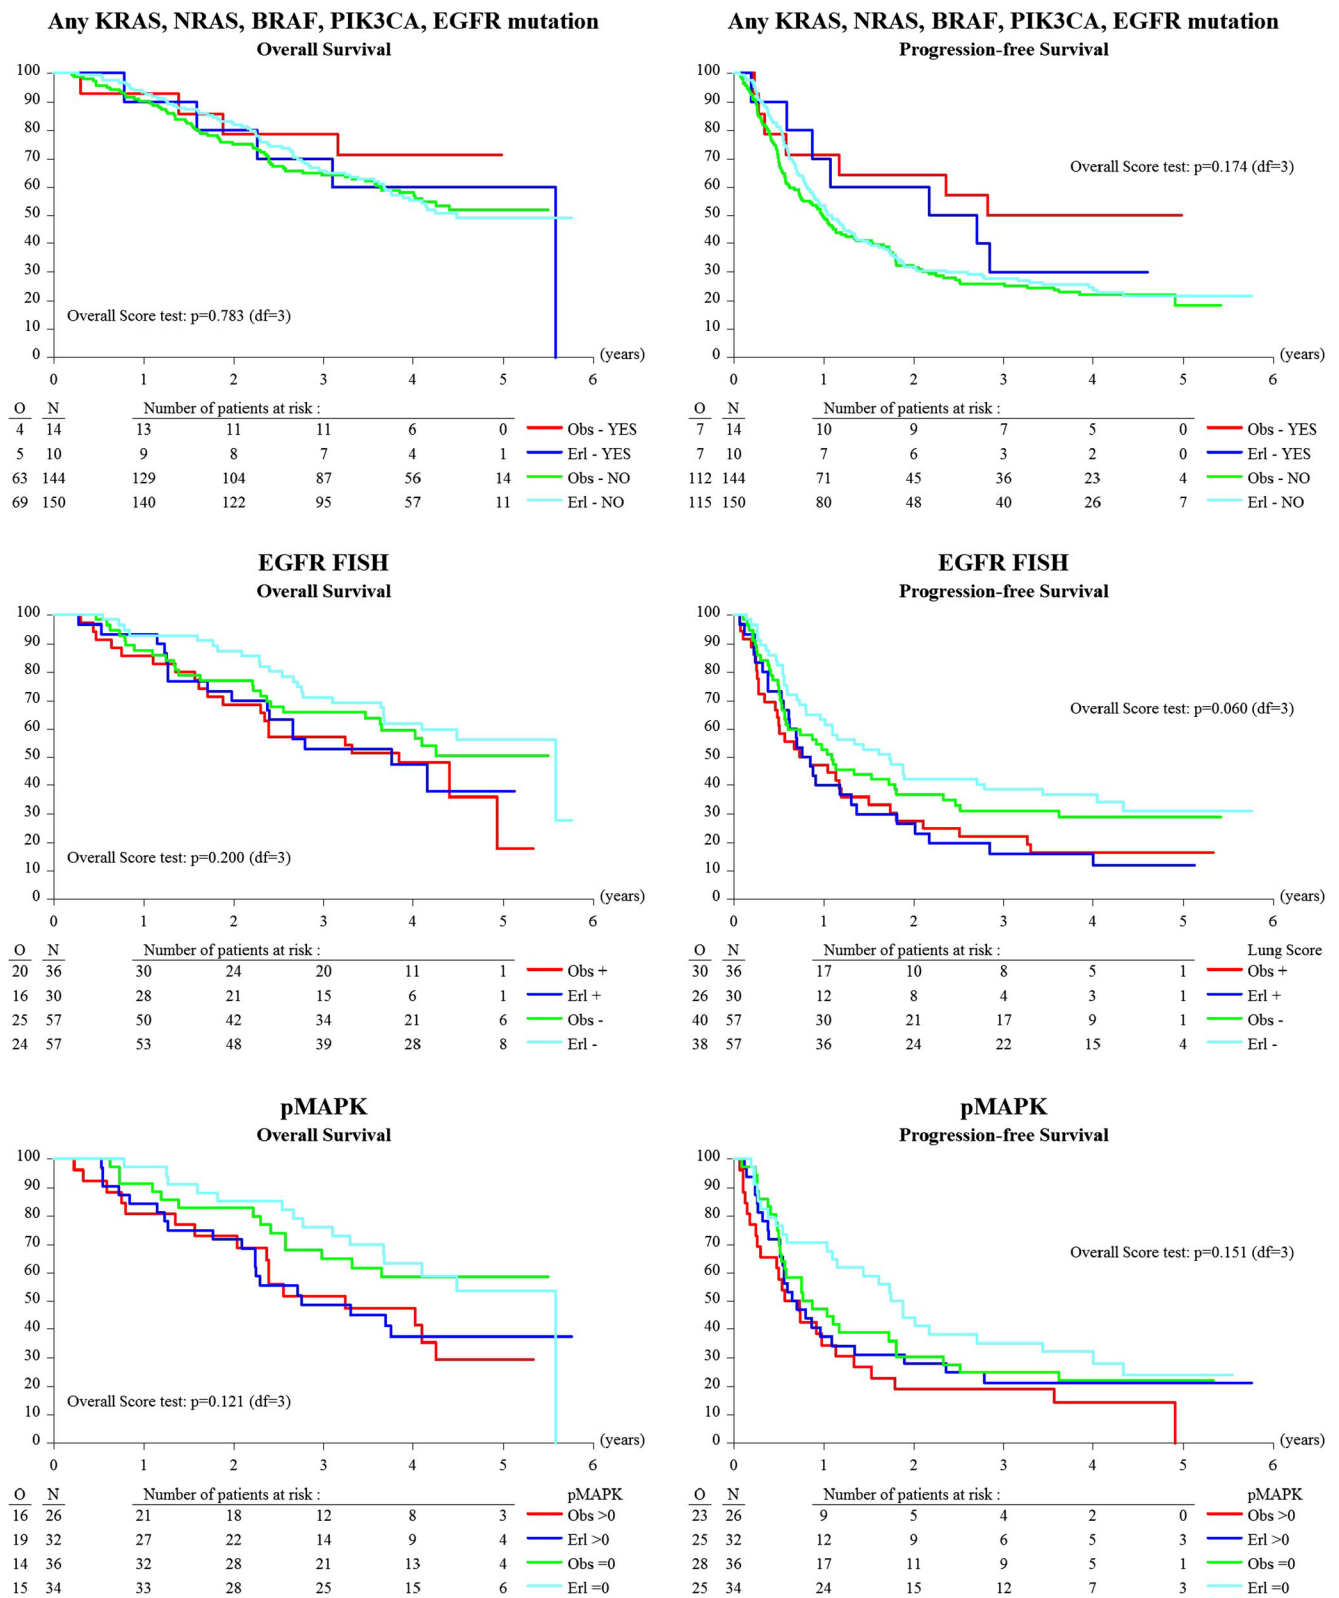 Any KRAS, NRAS, BRAF, PIK3CA, EGFR mutation
Overall Survival
100
90
80
70
60
50
40
30
20
10
0
Overall Score test: p=0.783 (df=3)
(years)
0 1 2 3 4 5 6
O N Number of patients at risk :
4 14 13 11 11 6 0 Obs - YES
5 10 9 8 7 4 1 Erl - YES
63 144 129 104 87 56 14 Obs - NO
69 150 140 122 95 57 11 Erl - NO
Any KRAS, NRAS, BRAF, PIK3CA, EGFR mutation
Progression-free Survival
100
90
80
70
60
50
40
30
20
10
0
Overall Score test: p=0.174 (df=3)
(years)
0 1 2 3 4 5 6
O N Number of patients at risk :
7 14 10 9 7 5 0 Obs - YES
7 10 7 6 3 2 0 Erl - YES
112 144 71 45 36 23 4 Obs - NO
115 150 80 48 40 26 7 Erl - NO
EGFR FISH
Overall Survival
100
90
80
70
60
50
40
30
20
10
0
Overall Score test: p=0.200 (df=3)
(years)
0 1 2 3 4 5 6
O N Number of patients at risk :
20 36 30 24 20 11 1 Obs +
16 30 28 21 15 6 1 Erl +
25 57 50 42 34 21 6 Obs -
24 57 53 48 39 28 8 Erl -
EGFR FISH
Progression-free Survival
100
90
80
70
60
50
40
30
20
10
0
Overall Score test: p=0.060 (df=3)
(years)
0 1 2 3 4 5 6
O N Number of patients at risk : Lung Score
30 36 17 10 8 5 1 Obs +
26 30 12 8 4 3 1 Erl +
40 57 30 21 17 9 1 Obs -
38 57 36 24 22 15 4 Erl -
pMAPK
Overall Survival
100
90
80
70
60
50
40
30
20
10
0
Overall Score test: p=0.121 (df=3)
(years)
0 1 2 3 4 5 6
O N Number of patients at risk : pMAPK
16 26 21 18 12 8 3 Obs >0
19 32 27 22 14 9 4 Erl >0
14 36 32 28 21 13 4 Obs =0
15 34 33 28 25 15 6 Erl =0
pMAPK
Progression-free Survival
100
90
80
70
60
50
40
30
20
10
0
Overall Score test: p=0.151 (df=3)
(years)
0 1 2 3 4 5 6
O N Number of patients at risk : pMAPK
23 26 9 5 4 2 0 Obs >0
25 32 12 9 6 5 3 Erl >0
28 36 17 11 9 5 1 Obs =0
25 34 24 15 12 7 3 Erl =0